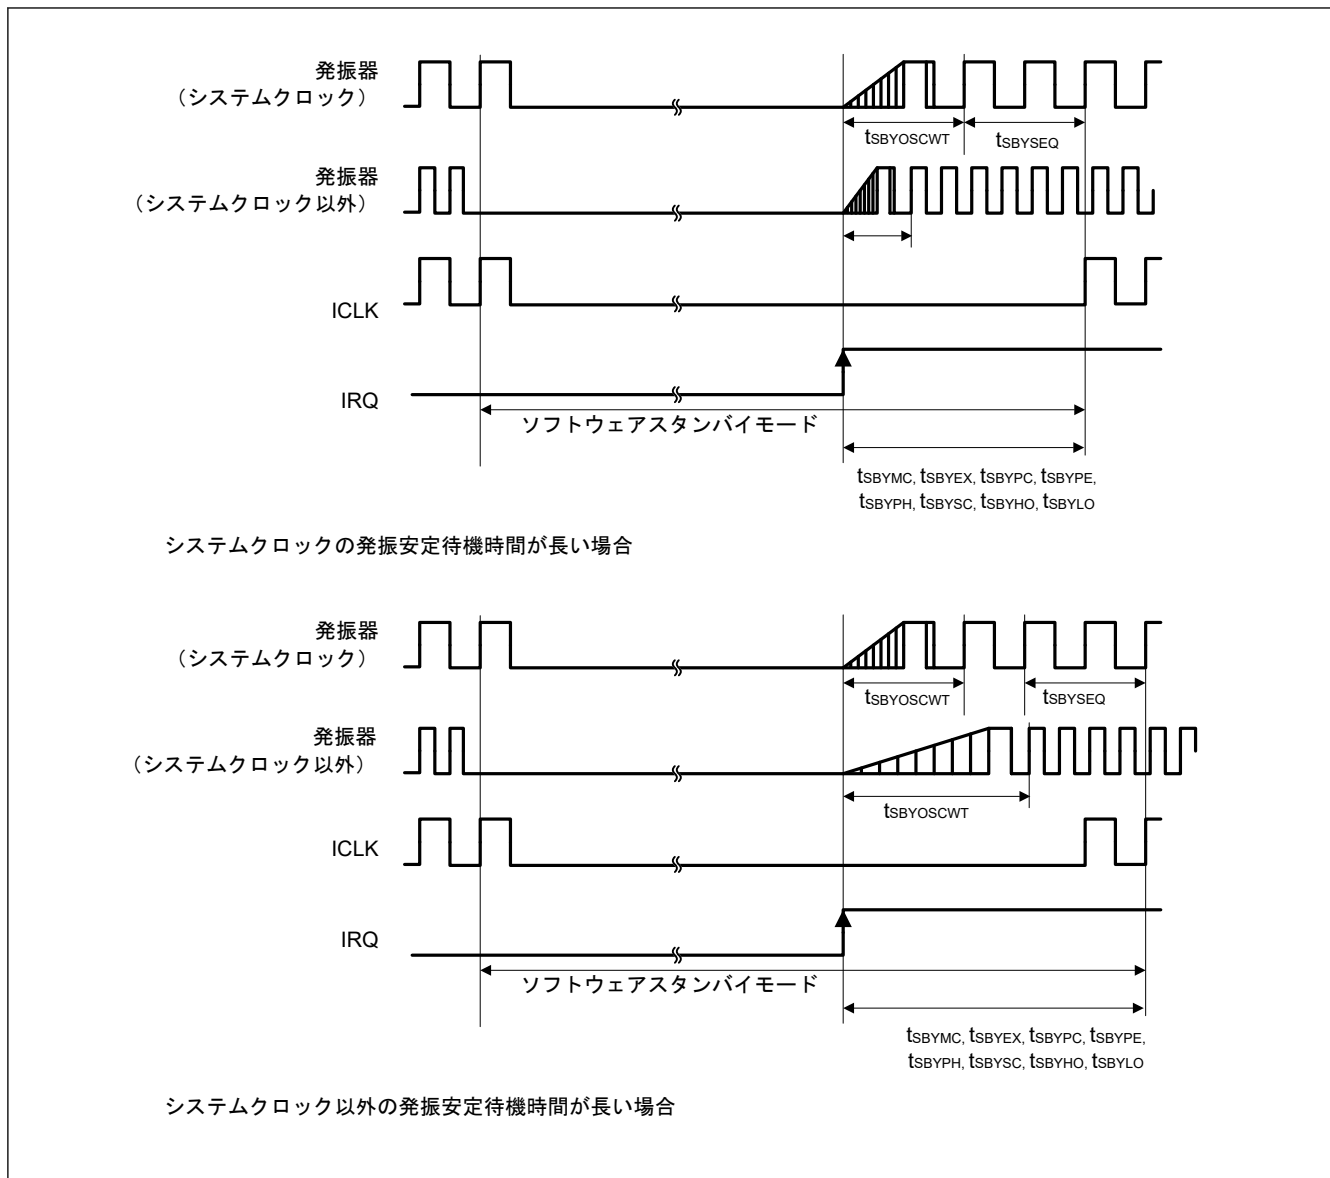 発振器
（システムクロック）
tSBYOSCWT
tSBYSEQ
発振器
（システムクロック以外）
ICLK
IRQ
ソフトウェアスタンバイモード
tSBYMC, tSBYEX, tSBYPC, tSBYPE,
tSBYPH, tSBYSC, tSBYHO, tSBYLO
システムクロックの発振安定待機時間が長い場合
発振器
（システムクロック）
tSBYOSCWT
tSBYSEQ
発振器
（システムクロック以外）
tSBYOSCWT
ICLK
IRQ
ソフトウェアスタンバイモード
tSBYMC, tSBYEX, tSBYPC, tSBYPE,
tSBYPH, tSBYSC, tSBYHO, tSBYLO
システムクロック以外の発振安定待機時間が長い場合